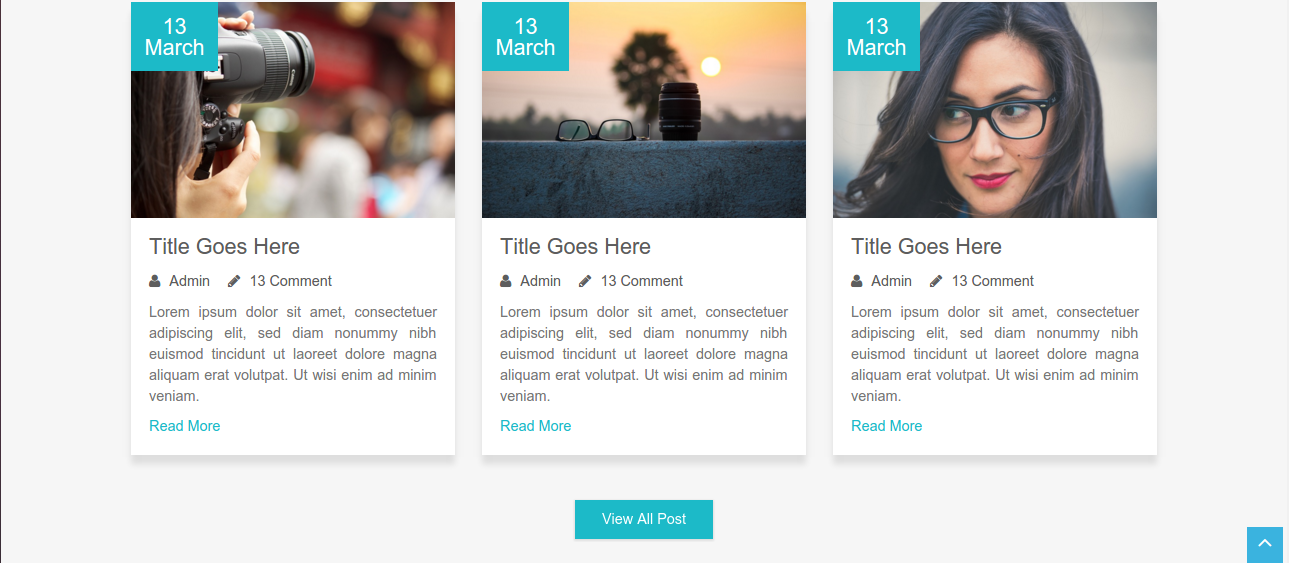 13
March
13
March
13
March
Title Goes Here
Admin 13 Comment
Lorem ipsum dolor sit amet, consectetuer
adipiscing elit, sed diam nonummy nibh
euismod tincidunt ut laoreet dolore magna
aliquam erat volutpat. Ut wisi enim ad minim
veniam.
Read More
Title Goes Here
Admin 13 Comment
Lorem ipsum dolor sit amet, consectetuer
adipiscing elit, sed diam nonummy nibh
euismod tincidunt ut laoreet dolore magna
aliquam erat volutpat. Ut wisi enim ad minim
veniam.
Read More
Title Goes Here
Admin 13 Comment
Lorem ipsum dolor sit amet, consectetuer
adipiscing elit, sed diam nonummy nibh
euismod tincidunt ut laoreet dolore magna
aliquam erat volutpat. Ut wisi enim ad minim
veniam.
Read More
View All Post